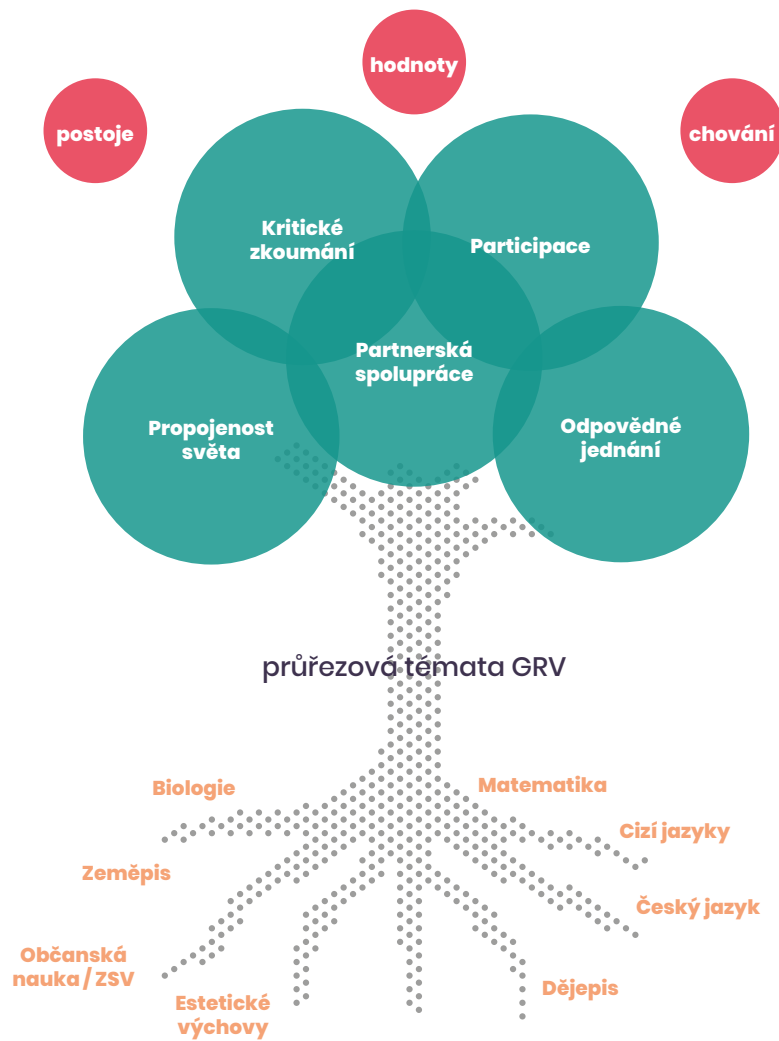 hodnoty
postoje
chování
Kritické
zkoumání
Participace
Partnerská
spolupráce
Propojenost
světa
Odpovědné
jednání
průřezová témata GRV
Biologie
Matematika
Cizí jazyky
Zeměpis
Český jazyk
Občanská
nauka / ZSV
Estetické
výchovy
Dějepis